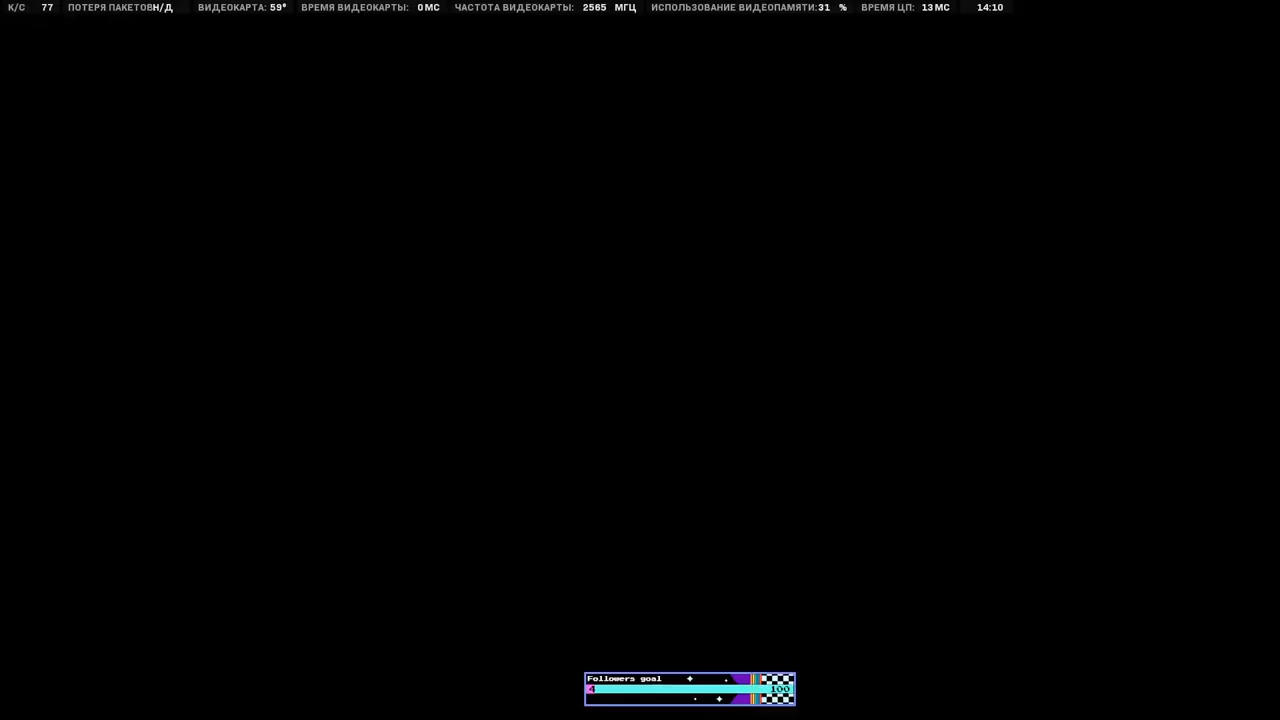 К/С 77 ПОТЕРЯ ПАКЕТОВ Н/Д ВИДЕОКАРТА: 59° ВРЕМЯ ВИДЕОКАРТЫ: 0 МС ЧАСТОТА ВИДЕОКАРТЫ: 2565 МГЦ ИСПОЛЬЗОВАНИЕ ВИДЕОПАМЯТИ: 31 % ВРЕМЯ ЦП: 13 МС 14:10
Followers goal
4 100